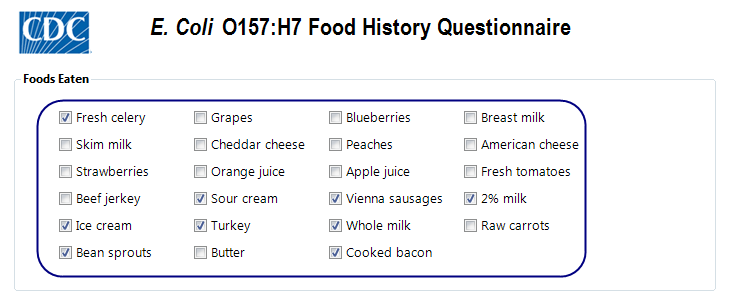 CDC
E. Coli O157:H7 Food History Questionnaire
Foods Eaten
Fresh celery Grapes Blueberries Breast milk
Skim milk Cheddar cheese Peaches American cheese
Strawberries Orange juice Apple juice Fresh tomatoes
Beef jerkey Sour cream Vienna sausages 2% milk
Ice cream Turkey Whole milk Raw carrots
Bean sprouts Butter Cooked bacon